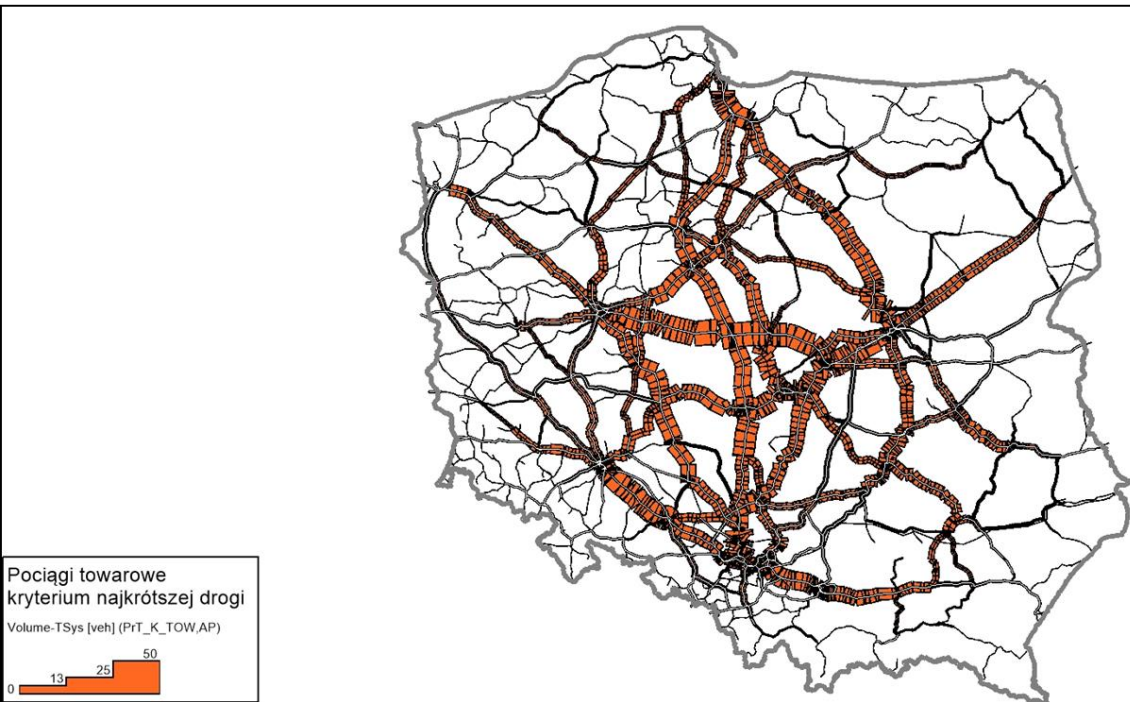 Pociągi towarowe
kryterium najkrótszej drogi
Volume-TSys [veh] (PrT_K_TOW,AP)
0 13 25 50